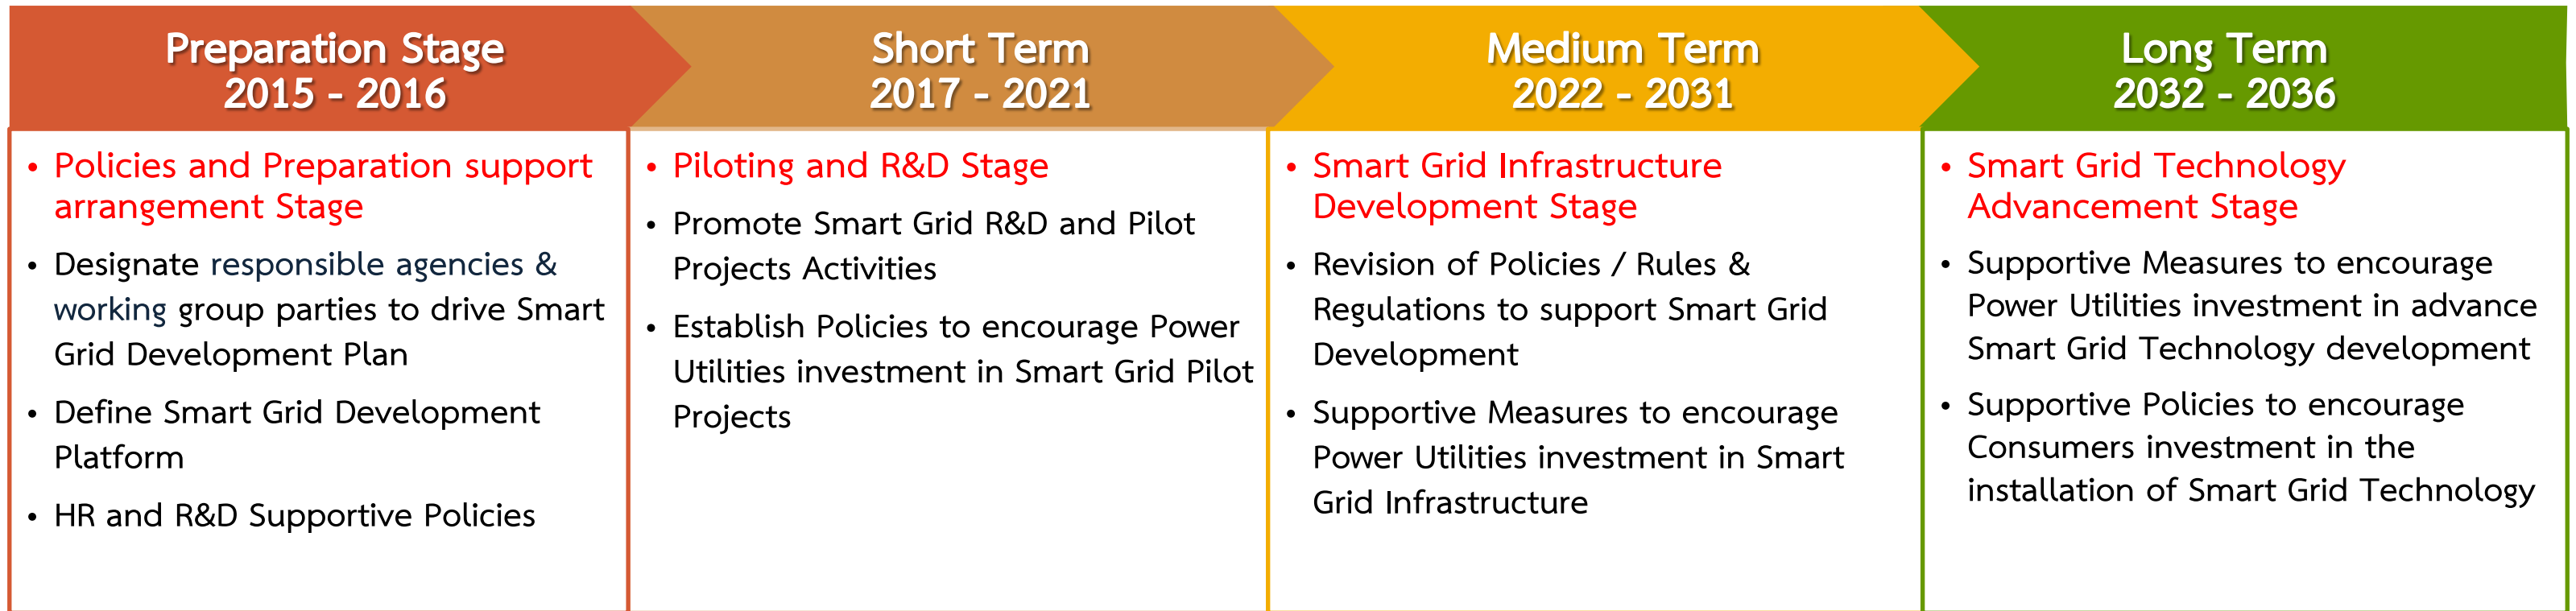 Preparation Stage
2015 - 2016
Short Term
2017 - 2021
Medium Term
2022 - 2031
Long Term
2032 - 2036
• Policies and Preparation support
arrangement Stage
• Designate responsible agencies &
working group parties to drive Smart
Grid Development Plan
• Define Smart Grid Development
Platform
• HR and R&D Supportive Policies
• Piloting and R&D Stage
• Promote Smart Grid R&D and Pilot
Projects Activities
• Establish Policies to encourage Power
Utilities investment in Smart Grid Pilot
Projects
• Smart Grid Infrastructure
Development Stage
• Revision of Policies / Rules &
Regulations to support Smart Grid
Development
• Supportive Measures to encourage
Power Utilities investment in Smart
Grid Infrastructure
• Smart Grid Technology
Advancement Stage
• Supportive Measures to encourage
Power Utilities investment in advance
Smart Grid Technology development
• Supportive Policies to encourage
Consumers investment in the
installation of Smart Grid Technology